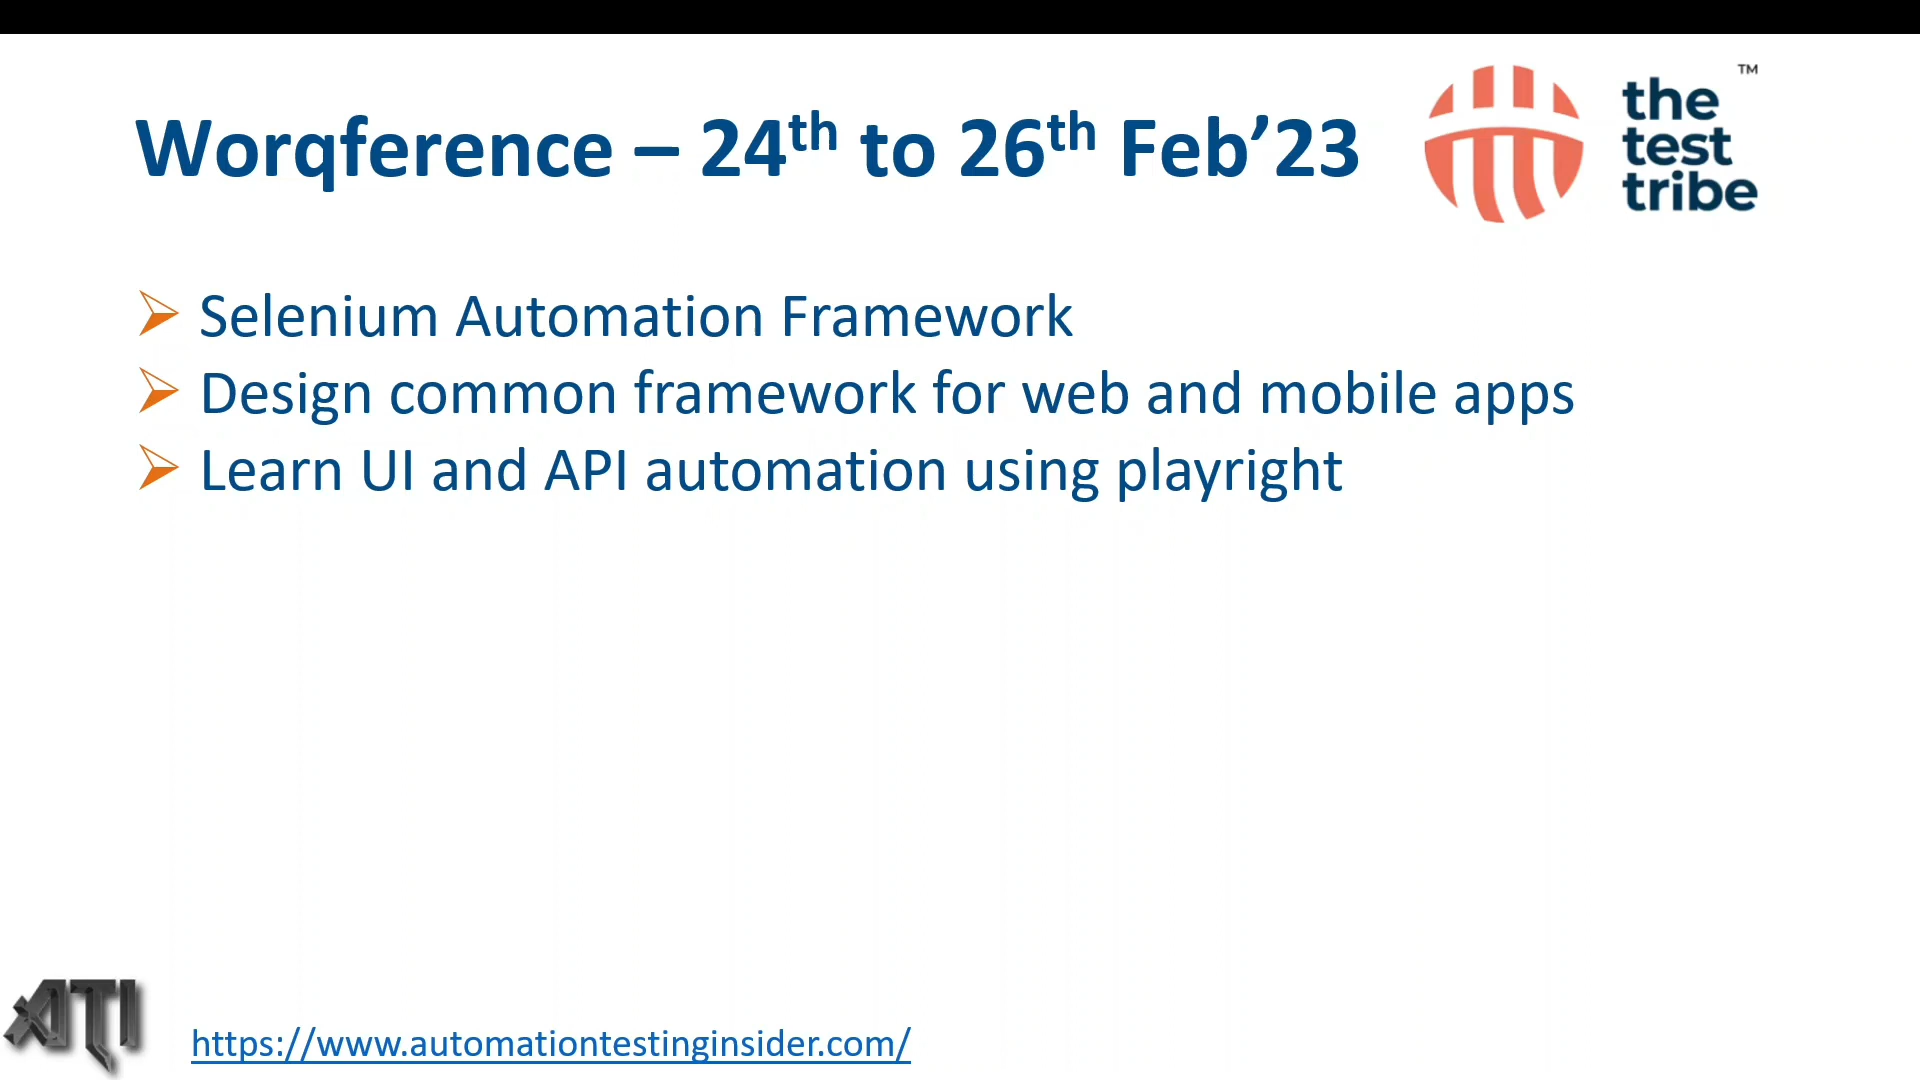 Worqference – 24th to 26th Feb’23
the
test
tribe
TM
Selenium Automation Framework
Design common framework for web and mobile apps
Learn UI and API automation using playright
ATI
https://www.automationtestinginsider.com/